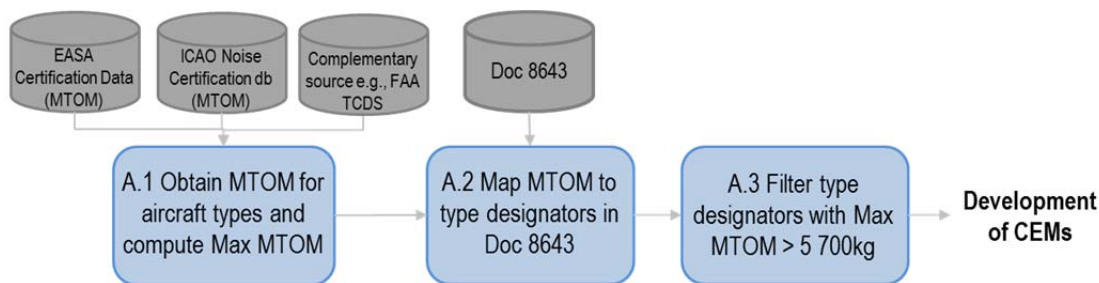 EASA
Certification Data
(MTOM)
ICAO Noise
Certification db
(MTOM)
Complementary
source e.g., FAA
TCDS
Doc 8643
A.1 Obtain MTOM for
aircraft types and
compute Max MTOM
A.2 Map MTOM to
type designators in
Doc 8643
A.3 Filter type
designators with Max
MTOM > 5 700kg
Development
of CEMs